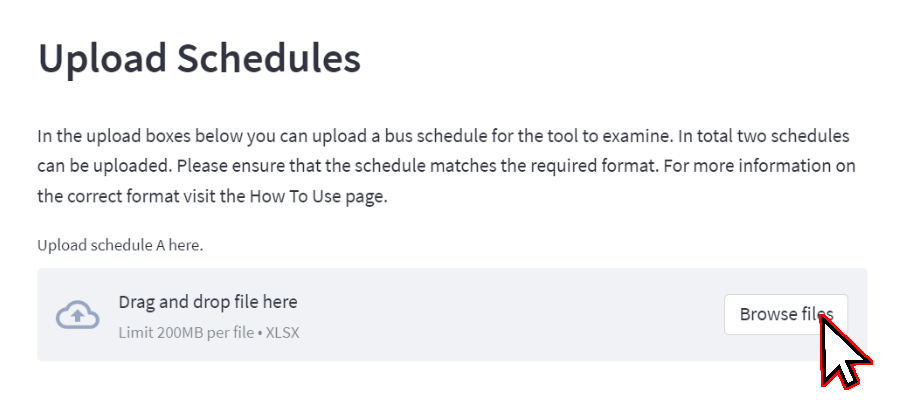 Upload Schedules
In the upload boxes below you can upload a bus schedule for the tool to examine. In total two schedules
can be uploaded. Please ensure that the schedule matches the required format. For more information on
the correct format visit the How To Use page.
Upload schedule A here.
Drag and drop file here
Limit 200MB per file • XLSX
Browse files